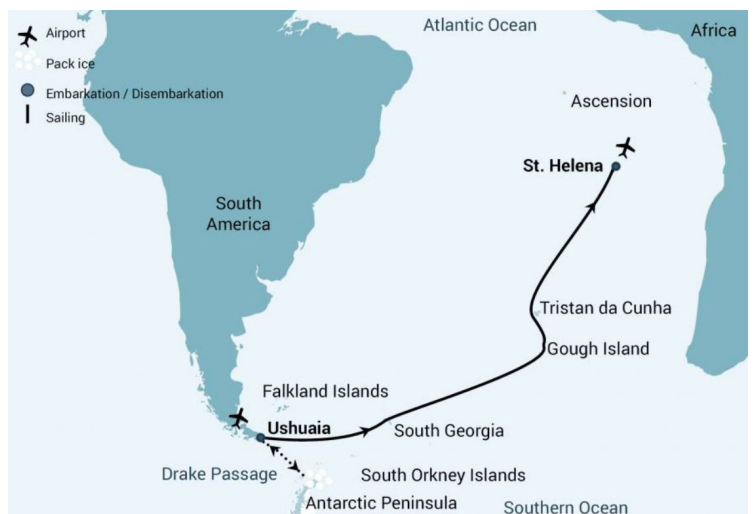 Atlantic Ocean
Africa
Airport
Pack ice
Embarkation / Disembarkation
Sailing
Ascension
St. Helena
South
America
Tristan da Cunha
Gough Island
Falkland Islands
Ushuaia
South Georgia
Drake Passage
South Orkney Islands
Antarctic Peninsula
Southern Ocean